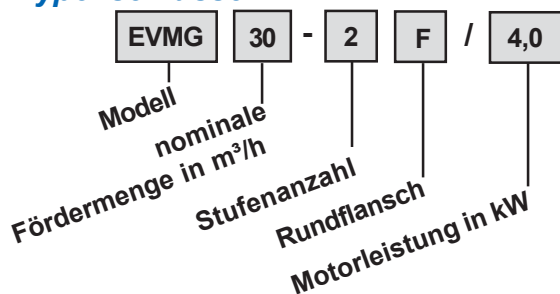 EVMG 30 - 2 F / 4,0
Modell
nominale
Fördermenge in m³/h
Stufenanzahl
Rundflansch
Motorleistung in kW